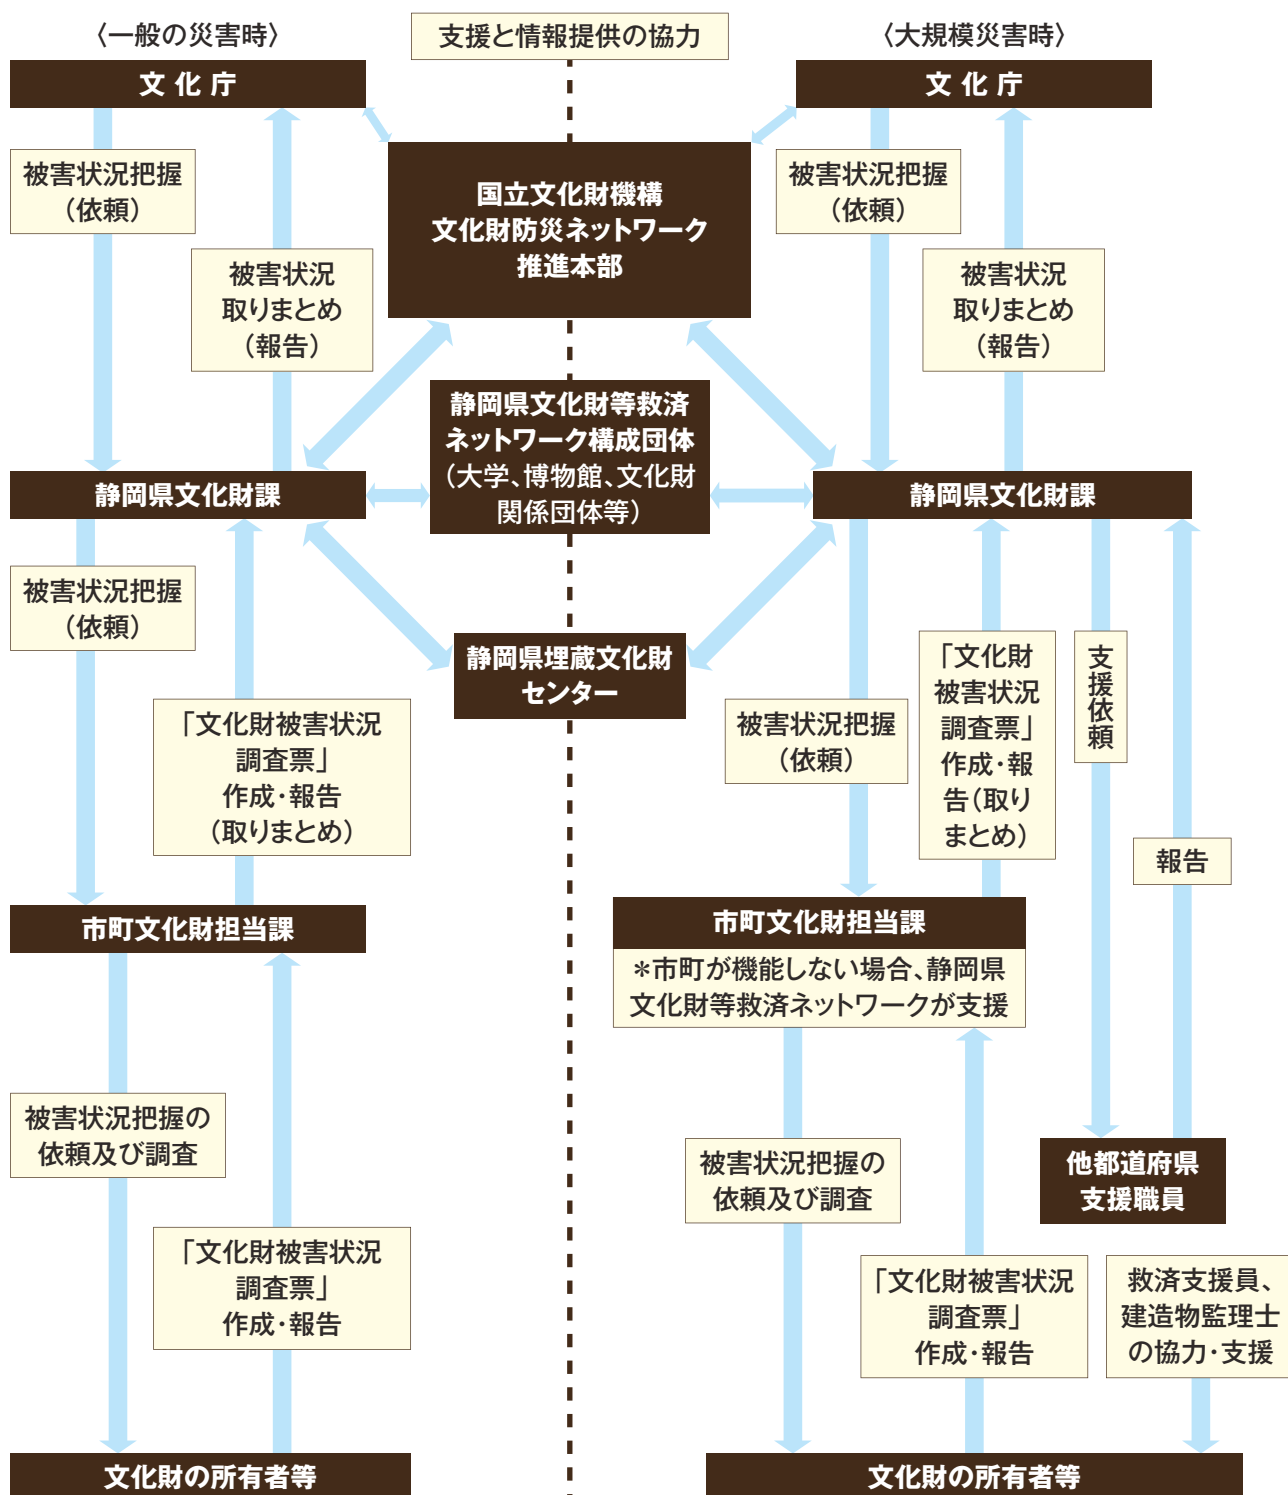 〈一般の災害時〉
支援と情報提供の協力
〈大規模災害時〉
文化庁
文化庁
被害状況把握
（依頼）
被害状況
取りまとめ
（報告）
国立文化財機構
文化財防災ネットワーク
推進本部
被害状況把握
（依頼）
被害状況
取りまとめ
（報告）
静岡県文化財等救済
ネットワーク構成団体
（大学、博物館、文化財
関係団体等）
静岡県文化財課
静岡県文化財課
被害状況把握
（依頼）
「文化財被害状況
調査票」
作成・報告
（取りまとめ）
静岡県埋蔵文化財
センター
被害状況把握
（依頼）
「文化財
被害状況
調査票」
作成・報
告（取り
まとめ）
支援依頼
報告
市町文化財担当課
市町文化財担当課
＊市町が機能しない場合、静岡県
文化財等救済ネットワークが支援
被害状況把握の
依頼及び調査
「文化財被害状況
調査票」
作成・報告
被害状況把握の
依頼及び調査
「文化財被害状況
調査票」
作成・報告
他都道府県
支援職員
救済支援員、
建造物監理士
の協力・支援
文化財の所有者等
文化財の所有者等